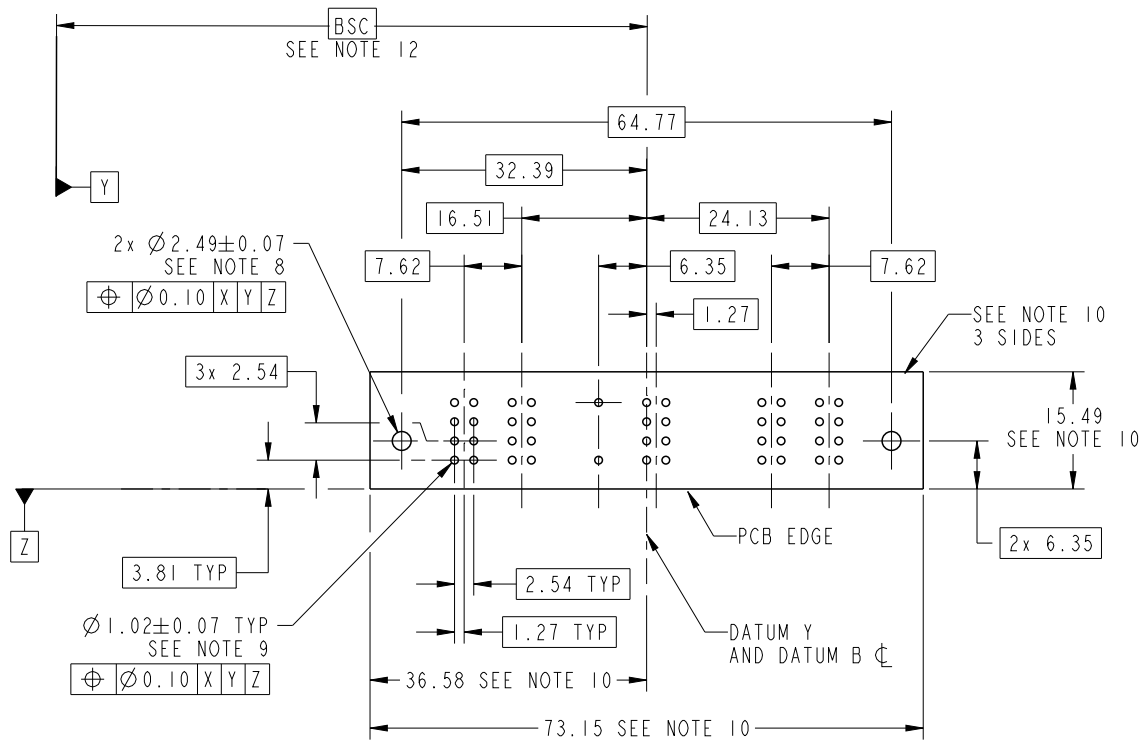 BSC
SEE NOTE 12
64.77
32.39
Y
16.51
24.13
2x Ø2.49±0.07
SEE NOTE 8
⌖ Ø0.10 X Y Z
7.62
6.35
7.62
1.27
SEE NOTE 10
3 SIDES
3x 2.54
15.49
SEE NOTE 10
Z
PCB EDGE
2x 6.35
3.81 TYP
2.54 TYP
Ø1.02±0.07 TYP
SEE NOTE 9
⌖ Ø0.10 X Y Z
1.27 TYP
DATUM Y
AND DATUM B ℄
36.58 SEE NOTE 10
73.15 SEE NOTE 10